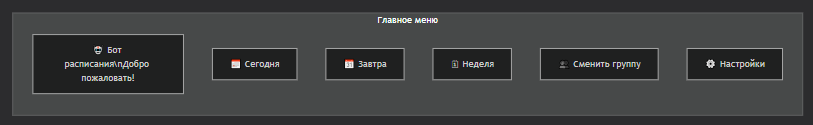 Главное меню
🤓 Бот
расписания\nДобро
пожаловать!
📅 Сегодня
📅 Завтра
🗓 Неделя
👥 Сменить группу
⚙ Настройки